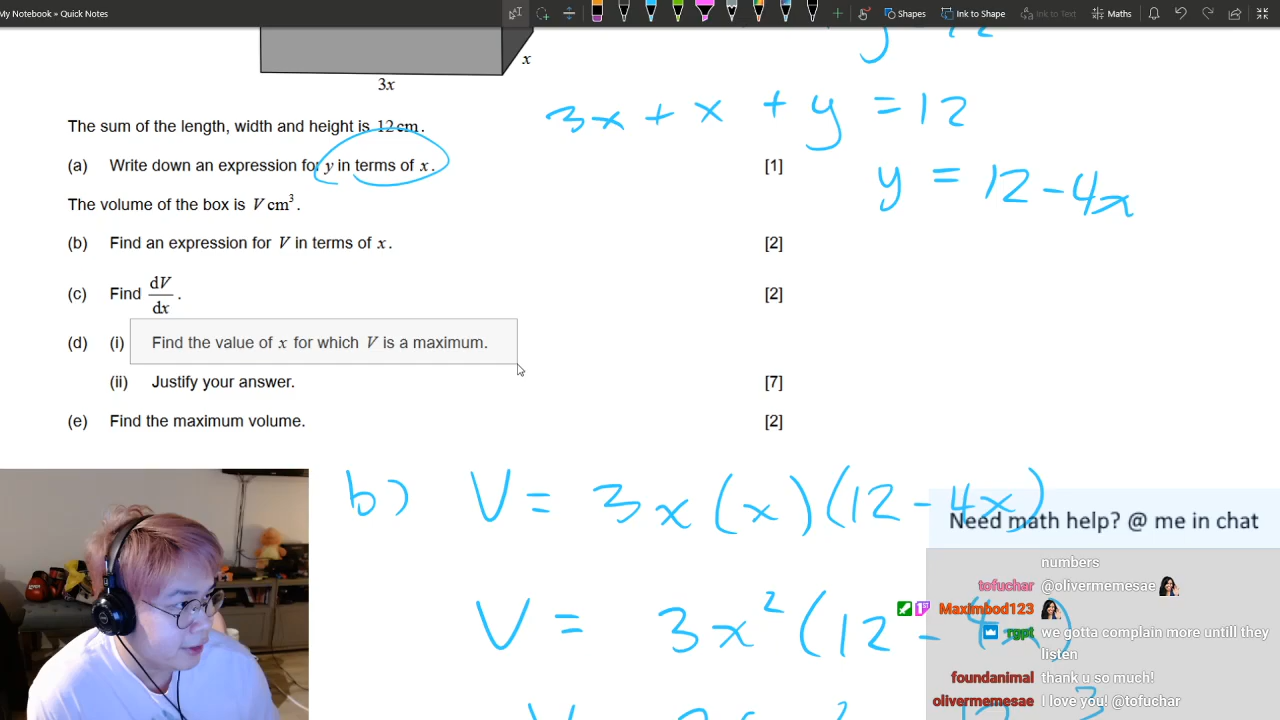 My Notebook » Quick Notes
Shapes
Ink to Shape
Ink to Text
Maths
x
3x
The sum of the length, width and height is 12 cm.
(a) Write down an expression for y in terms of x. [1]
The volume of the box is V cm³.
(b) Find an expression for V in terms of x. [2]
(c) Find dV/dx. [2]
(d) (i) Find the value of x for which V is a maximum.
(ii) Justify your answer. [7]
(e) Find the maximum volume. [2]
3x + x + y = 12
y = 12 - 4x
b) V = 3x(x)(12 - 4x)
V = 3x²(12 - 4x)
Need math help? @ me in chat
numbers
tofuchar @olivermemesae
Maximbod123
rgpt we gotta complain more untill they
listen
foundanimal thank u so much!
olivermemesae I love you! @tofuchar